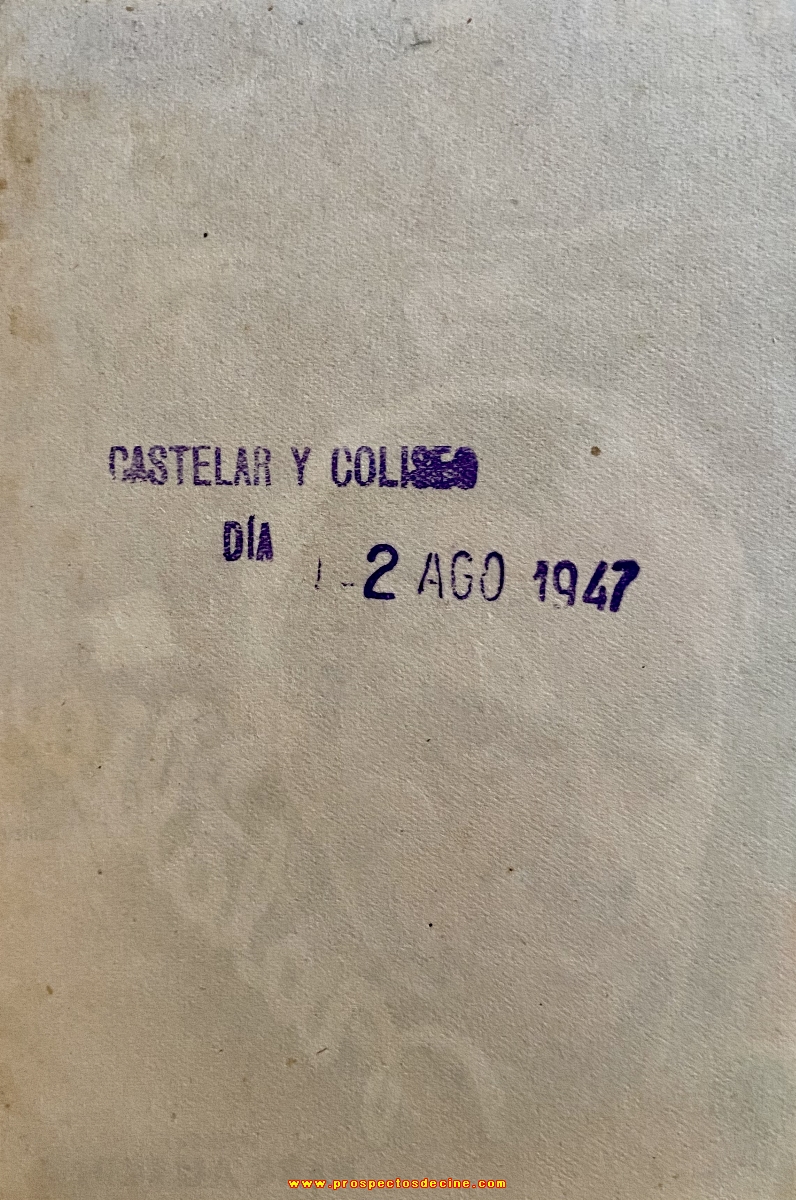 CASTELAR Y COLISEO
DÍA
-2 AGO 1947
www.prospectosdecine.com